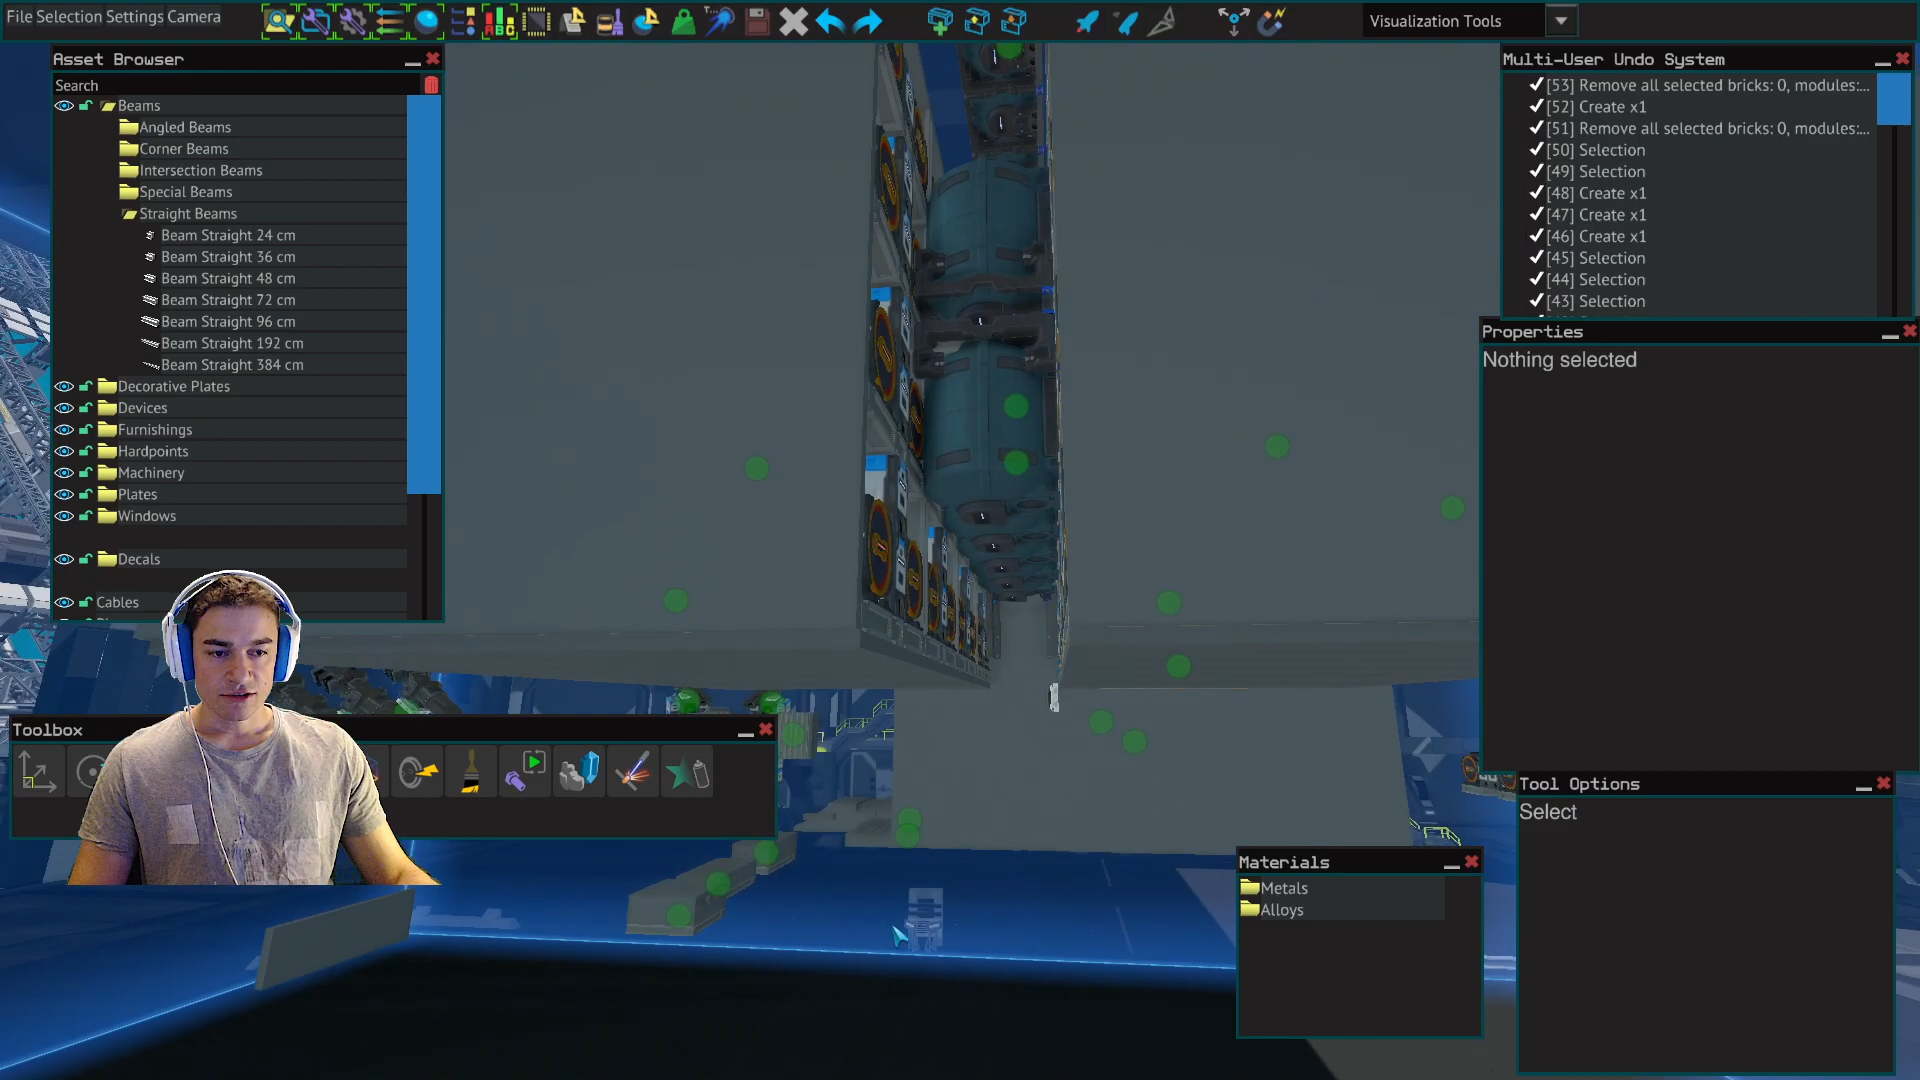 File Selection Settings Camera
ABC
Visualization Tools
Asset Browser
Search
Beams
Angled Beams
Corner Beams
Intersection Beams
Special Beams
Straight Beams
Beam Straight 24 cm
Beam Straight 36 cm
Beam Straight 48 cm
Beam Straight 72 cm
Beam Straight 96 cm
Beam Straight 192 cm
Beam Straight 384 cm
Decorative Plates
Devices
Furnishings
Hardpoints
Machinery
Plates
Windows
Decals
Cables
Multi-User Undo System
[53] Remove all selected bricks: 0, modules:...
[52] Create x1
[51] Remove all selected bricks: 0, modules:...
[50] Selection
[49] Selection
[48] Create x1
[47] Create x1
[46] Create x1
[45] Selection
[44] Selection
[43] Selection
Properties
Nothing selected
Toolbox
Tool Options
Select
Materials
Metals
Alloys